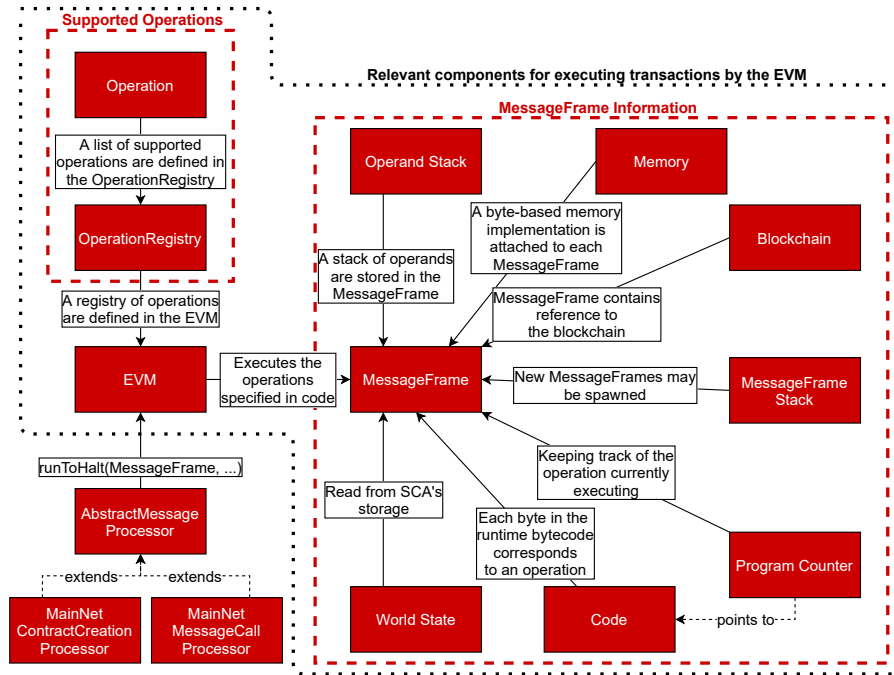 Supported Operations
Relevant components for executing transactions by the EVM
Operation
A list of supported
operations are defined in
the OperationRegistry
OperationRegistry
A registry of operations
are defined in the EVM
EVM
Executes the
operations
specified in code
runToHalt(MessageFrame, ...)
AbstractMessage
Processor
extends
extends
MainNet
ContractCreation
Processor
MainNet
MessageCall
Processor
MessageFrame Information
Operand Stack
Memory
A stack of operands
are stored in the
MessageFrame
A byte-based memory
implementation is
attached to each
MessageFrame
Blockchain
MessageFrame contains
reference to
the blockchain
MessageFrame
New MessageFrames may
be spawned
MessageFrame
Stack
Keeping track of the
operation currently
executing
Read from SCA's
storage
Each byte in the
runtime bytecode
corresponds
to an operation
Program Counter
World State
Code
points to